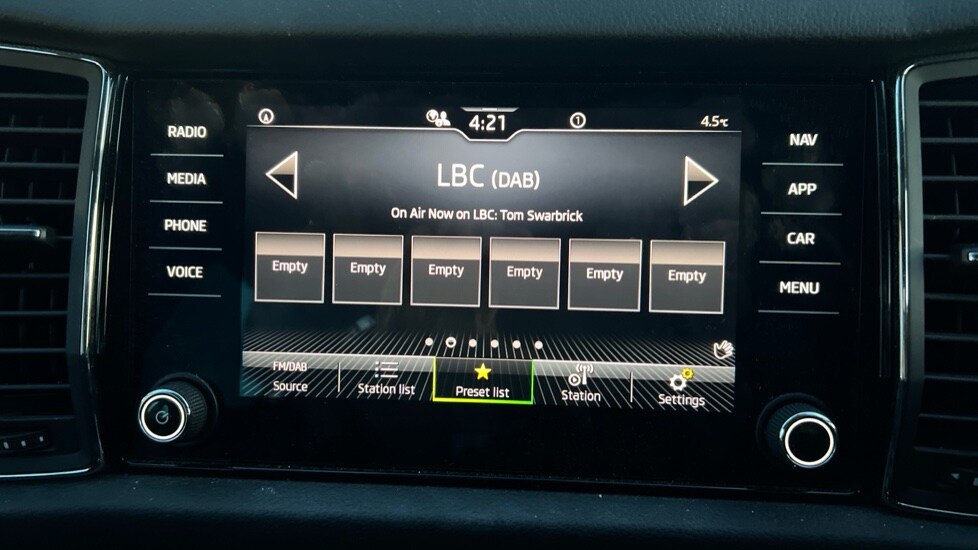 RADIO
MEDIA
PHONE
VOICE
4:21
1
4.5°C
LBC (DAB)
On Air Now on LBC: Tom Swarbrick
Empty Empty Empty Empty Empty Empty
FM/DAB
Source
Station list
Preset list
Station
Settings
NAV
APP
CAR
MENU